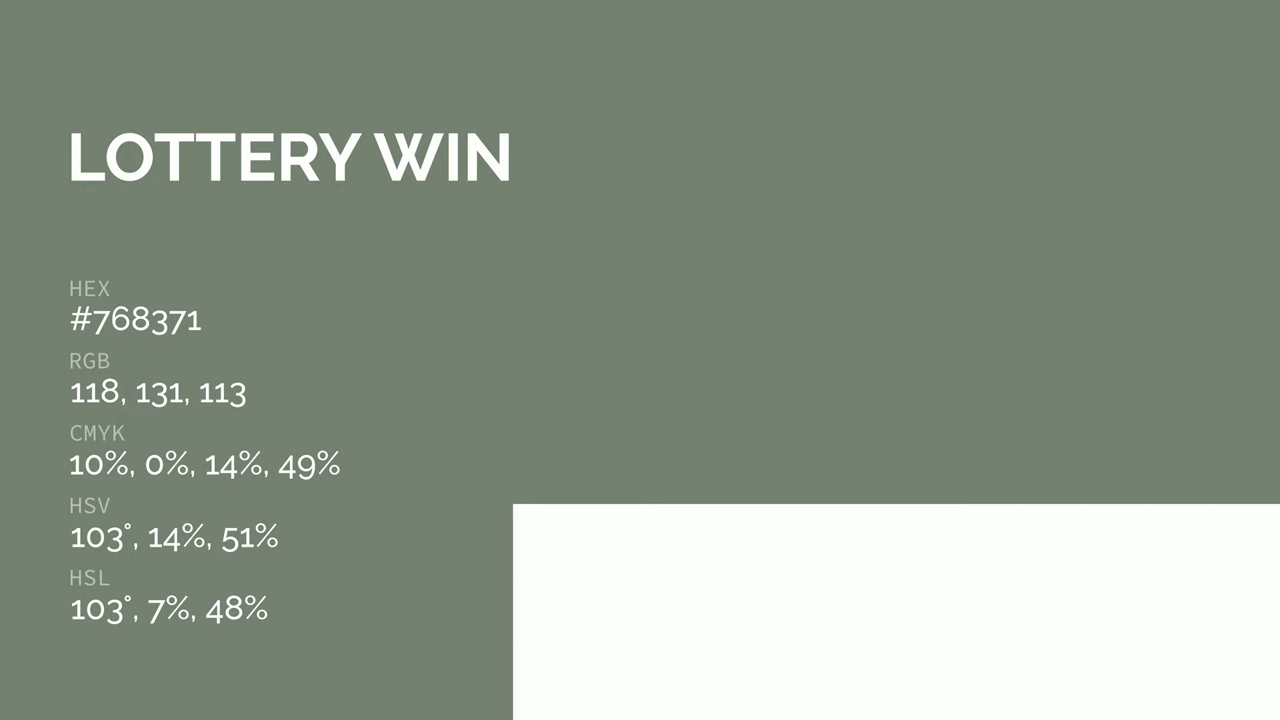 LOTTERY WIN
HEX
#768371
RGB
118, 131, 113
CMYK
10%, 0%, 14%, 49%
HSV
103°, 14%, 51%
HSL
103°, 7%, 48%